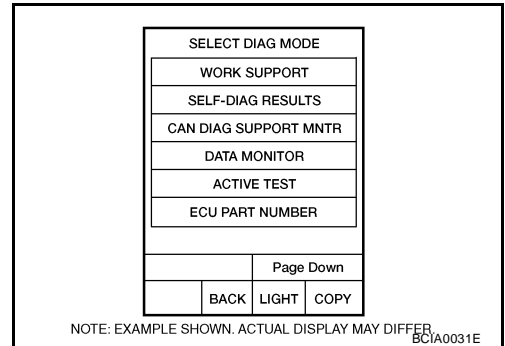 SELECT DIAG MODE
WORK SUPPORT
SELF-DIAG RESULTS
CAN DIAG SUPPORT MNTR
DATA MONITOR
ACTIVE TEST
ECU PART NUMBER
Page Down
BACK LIGHT COPY
NOTE: EXAMPLE SHOWN. ACTUAL DISPLAY MAY DIFFER.
BCIA0031E